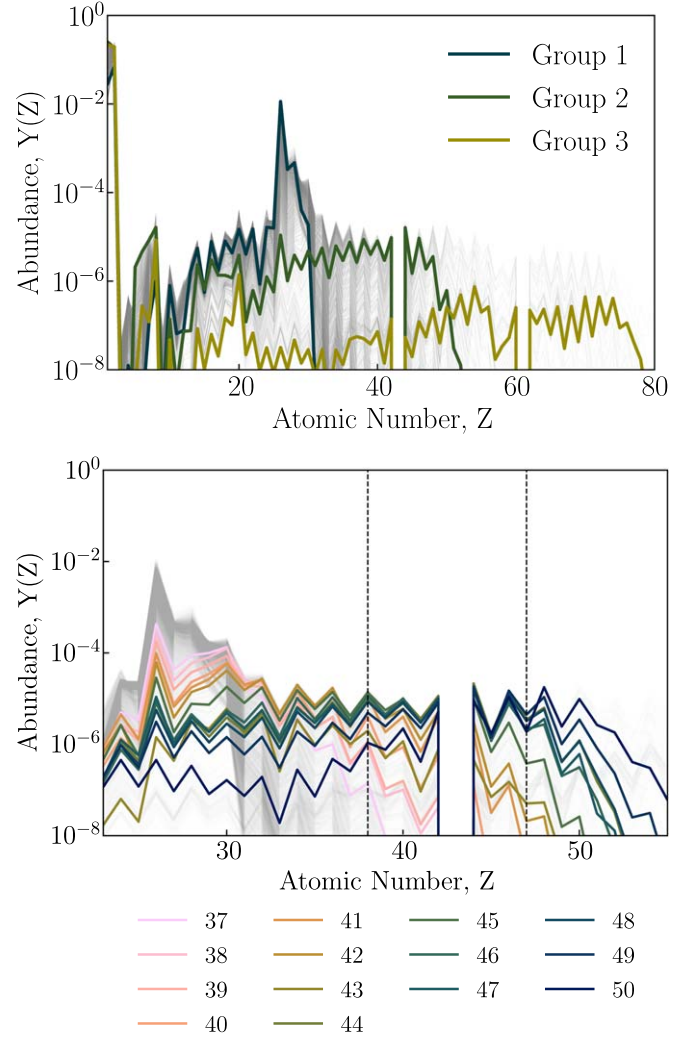 10^0
10^−2
10^−4
10^−6
10^−8
Abundance, Y(Z)
Group 1
Group 2
Group 3
20 40 60 80
Atomic Number, Z
10^0
10^−2
10^−4
10^−6
10^−8
Abundance, Y(Z)
30 40 50
Atomic Number, Z
37 41 45 48
38 42 46 49
39 43 47 50
40 44